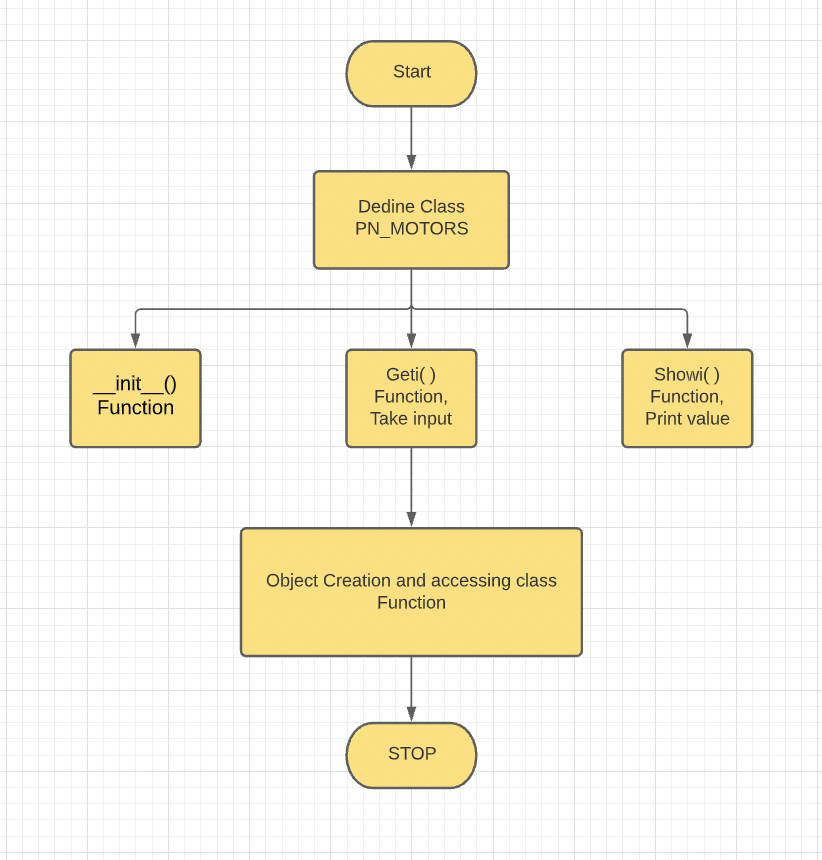 Start
Dedine Class
PN_MOTORS
__init__()
Function
Geti( )
Function,
Take input
Showi( )
Function,
Print value
Object Creation and accessing class
Function
STOP